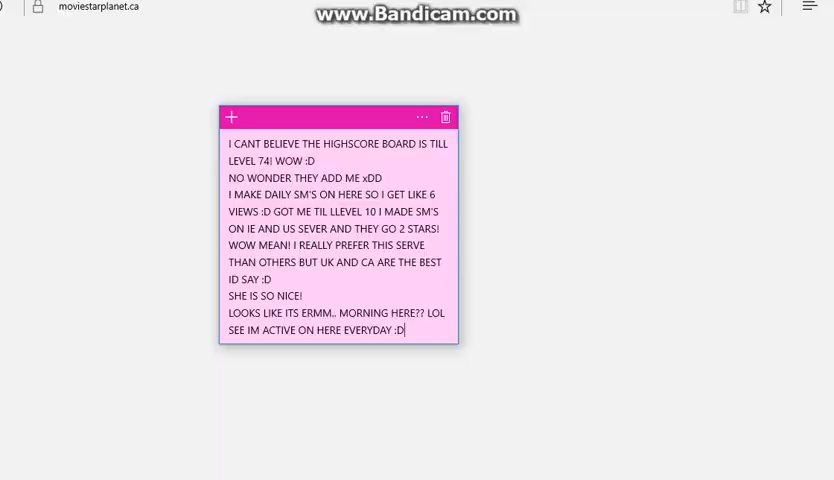 moviestarplanet.ca
www.Bandicam.com
I CANT BELIEVE THE HIGHSCORE BOARD IS TILL
LEVEL 74! WOW :D
NO WONDER THEY ADD ME xDD
I MAKE DAILY SM'S ON HERE SO I GET LIKE 6
VIEWS :D GOT ME TIL LLEVEL 10 I MADE SM'S
ON IE AND US SEVER AND THEY GO 2 STARS!
WOW MEAN! I REALLY PREFER THIS SERVE
THAN OTHERS BUT UK AND CA ARE THE BEST
ID SAY :D
SHE IS SO NICE!
LOOKS LIKE ITS ERMM.. MORNING HERE?? LOL
SEE IM ACTIVE ON HERE EVERYDAY :D